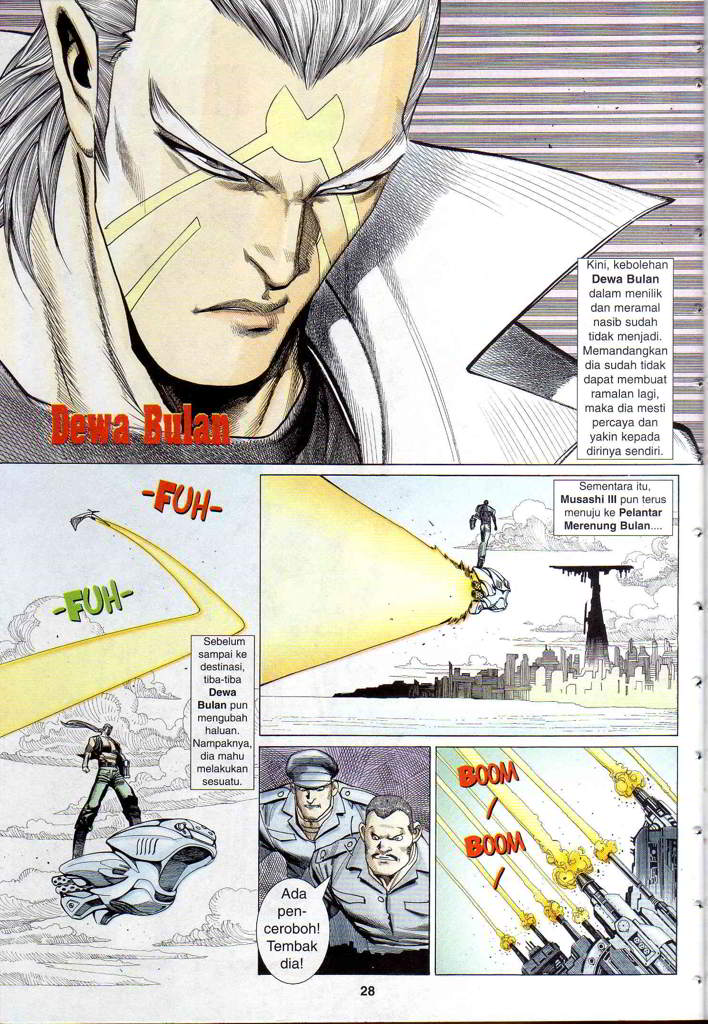 Kini, kebolehan
Dewa Bulan
dalam menilik
dan meramal
nasib sudah
tidak menjadi.
Memandangkan
dia sudah tidak
dapat membuat
ramalan lagi,
maka dia mesti
percaya dan
yakin kepada
dirinya sendiri.
Dewa Bulan
-FUH-
-FUH-
Sebelum
sampai ke
destinasi,
tiba-tiba
Dewa
Bulan pun
mengubah
haluan.
Nampaknya,
dia mahu
melakukan
sesuatu.
Sementara itu,
Musashi III pun terus
menuju ke Pelantar
Merenung Bulan....
Ada
pen-
ceroboh!
Tembak
dia!
BOOM
BOOM
28